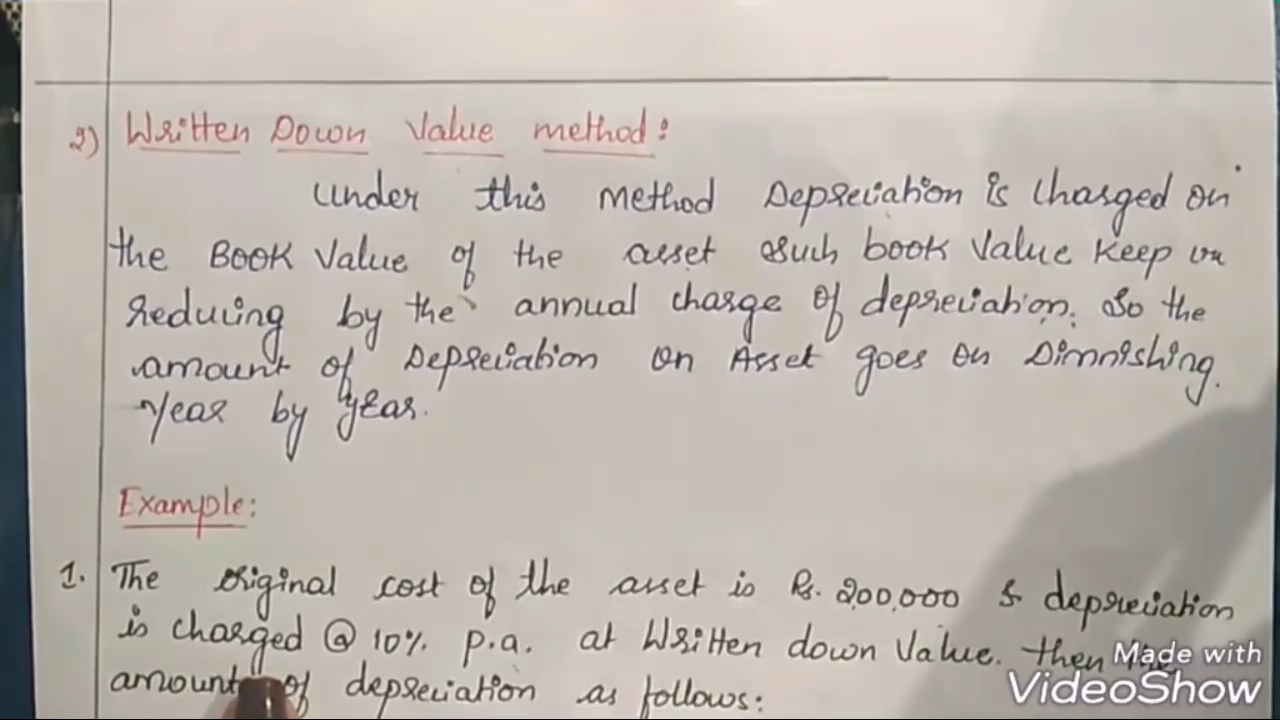 2) Written Down Value method:
Under this method Depreciation is charged on
the Book Value of the asset such book value keep on
reducing by the annual charge of depreciation. So the
amount of Depreciation on Asset goes on Dimnishing.
Year by year.
Example:
1. The original cost of the asset is Rs. 200,000 & depreciation
is charged @ 10% p.a. at Written down Value. then the
amount of depreciation as follows:
Made with
VideoShow